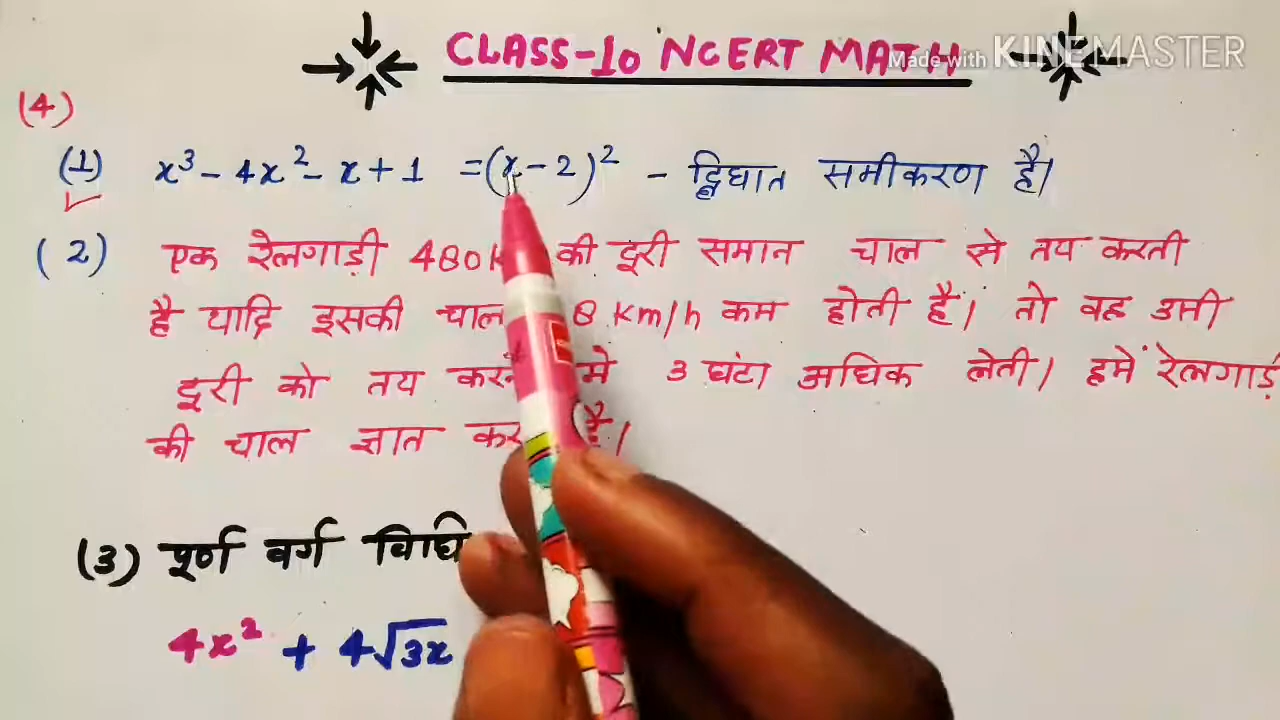 CLASS-10 NCERT MATH
Made with KINEMASTER
(4)
(1) x³ - 4x² - x + 1 = (x - 2)² - द्विघात समीकरण है।
(2) एक रेलगाड़ी 480 की दूरी समान चाल से तय करती
है यदि इसकी चाल 8 km/h कम होती है। तो वह उसी
दूरी को तय करने मे 3 घंटा अधिक लेती। हमें रेलगाड़
की चाल ज्ञात है।
(3) पूर्ण वर्ग विधि
4x² + 4√3x